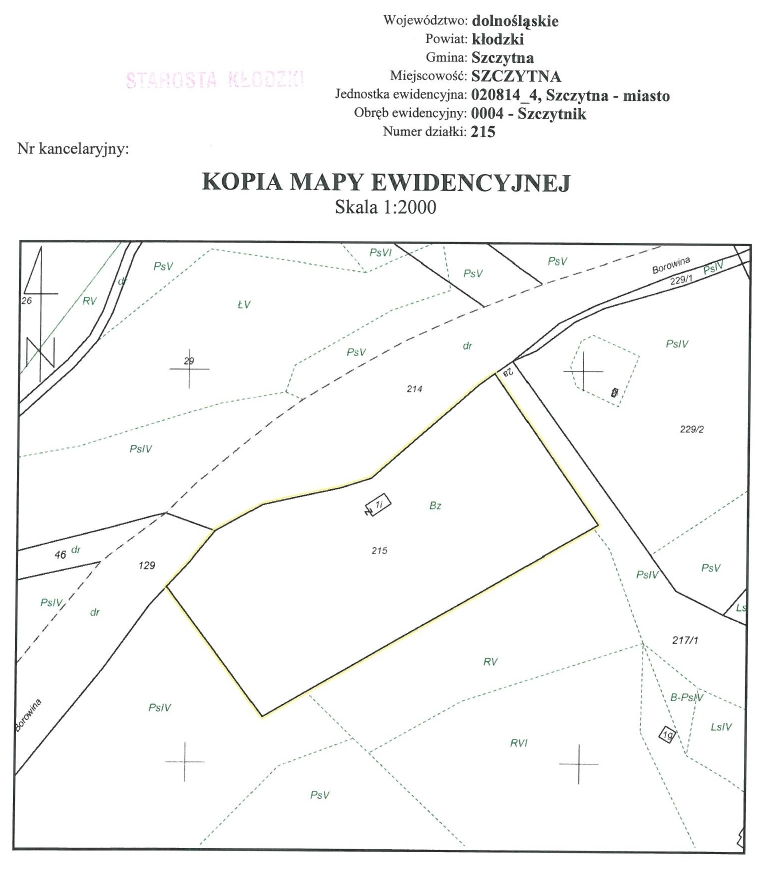 Województwo: dolnośląskie
Powiat: kłodzki
Gmina: Szczytna
STAROSTA KŁODZKI
Miejscowość: SZCZYTNA
Jednostka ewidencyjna: 020814_4, Szczytna - miasto
Obręb ewidencyjny: 0004 - Szczytnik
Numer działki: 215
Nr kancelaryjny:
KOPIA MAPY EWIDENCYJNEJ
Skala 1:2000
PsVI
PsV
dr
PsV
PsV
Borowina
229/1
PsIV
26
RV
ŁV
N
29
PsV
dr
PsIV
28
214
229/2
PsIV
Bz
215
46 dr
129
PsIV
dr
PsIV
PsV
Ls
217/1
RV
Borowina
PsIV
B-PsIV
LsIV
19
RVI
PsV